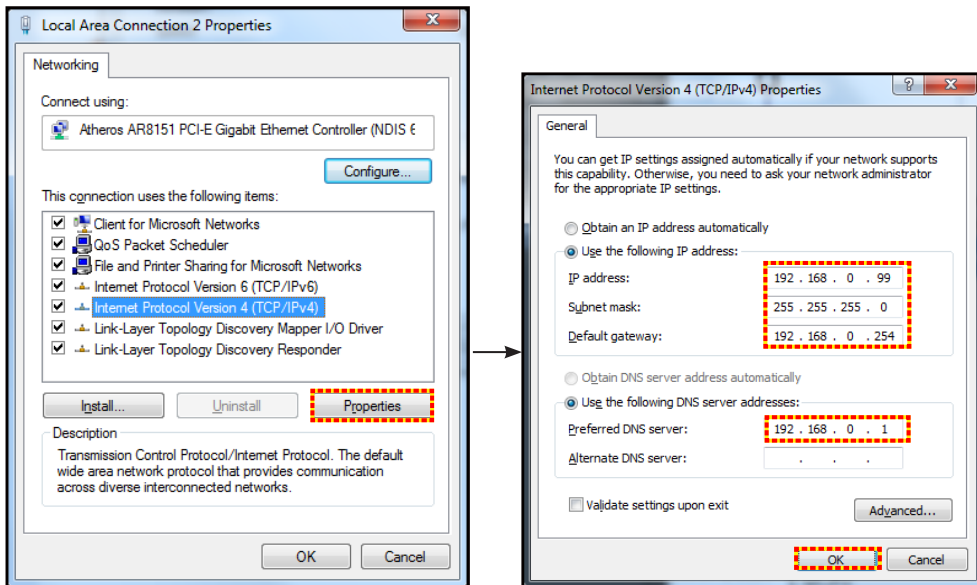 Local Area Connection 2 Properties
Networking
Connect using:
Atheros AR8151 PCI-E Gigabit Ethernet Controller (NDIS 6
Configure...
This connection uses the following items:
Client for Microsoft Networks
QoS Packet Scheduler
File and Printer Sharing for Microsoft Networks
Internet Protocol Version 6 (TCP/IPv6)
Internet Protocol Version 4 (TCP/IPv4)
Link-Layer Topology Discovery Mapper I/O Driver
Link-Layer Topology Discovery Responder
Install...
Uninstall
Properties
Description
Transmission Control Protocol/Internet Protocol. The default
wide area network protocol that provides communication
across diverse interconnected networks.
OK
Cancel
Internet Protocol Version 4 (TCP/IPv4) Properties
General
You can get IP settings assigned automatically if your network supports
this capability. Otherwise, you need to ask your network administrator
for the appropriate IP settings.
Obtain an IP address automatically
Use the following IP address:
IP address: 192 . 168 . 0 . 99
Subnet mask: 255 . 255 . 255 . 0
Default gateway: 192 . 168 . 0 . 254
Obtain DNS server address automatically
Use the following DNS server addresses:
Preferred DNS server: 192 . 168 . 0 . 1
Alternate DNS server: . . .
Validate settings upon exit
Advanced...
OK
Cancel